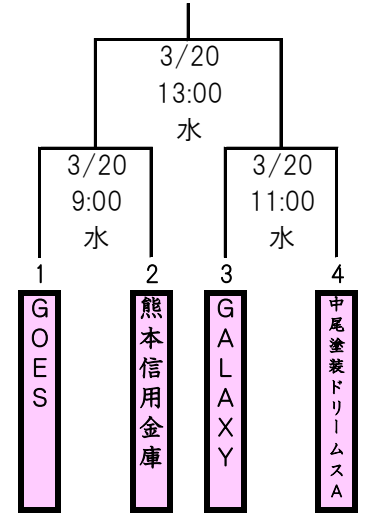 3/20
13:00
水
3/20
9:00
水
3/20
11:00
水
1
2
3
4
GOES
熊本信用金庫
GALAXY
中尾塗装ドリームスA